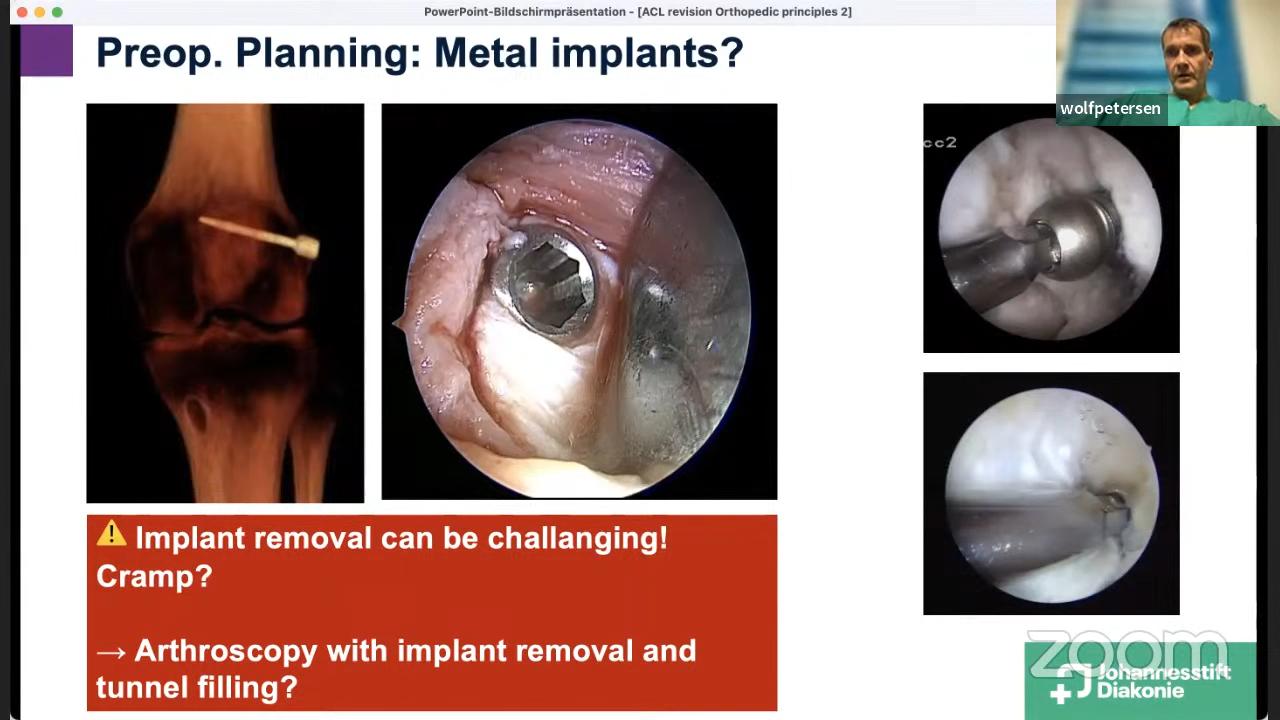 PowerPoint-Bildschirmpräsentation - [ACL revision Orthopedic principles 2]
Preop. Planning: Metal implants?
wolfpetersen
cc2
⚠ Implant removal can be challanging!
Cramp?
→ Arthroscopy with implant removal and
tunnel filling?
zoom
Johannesstift
Diakonie